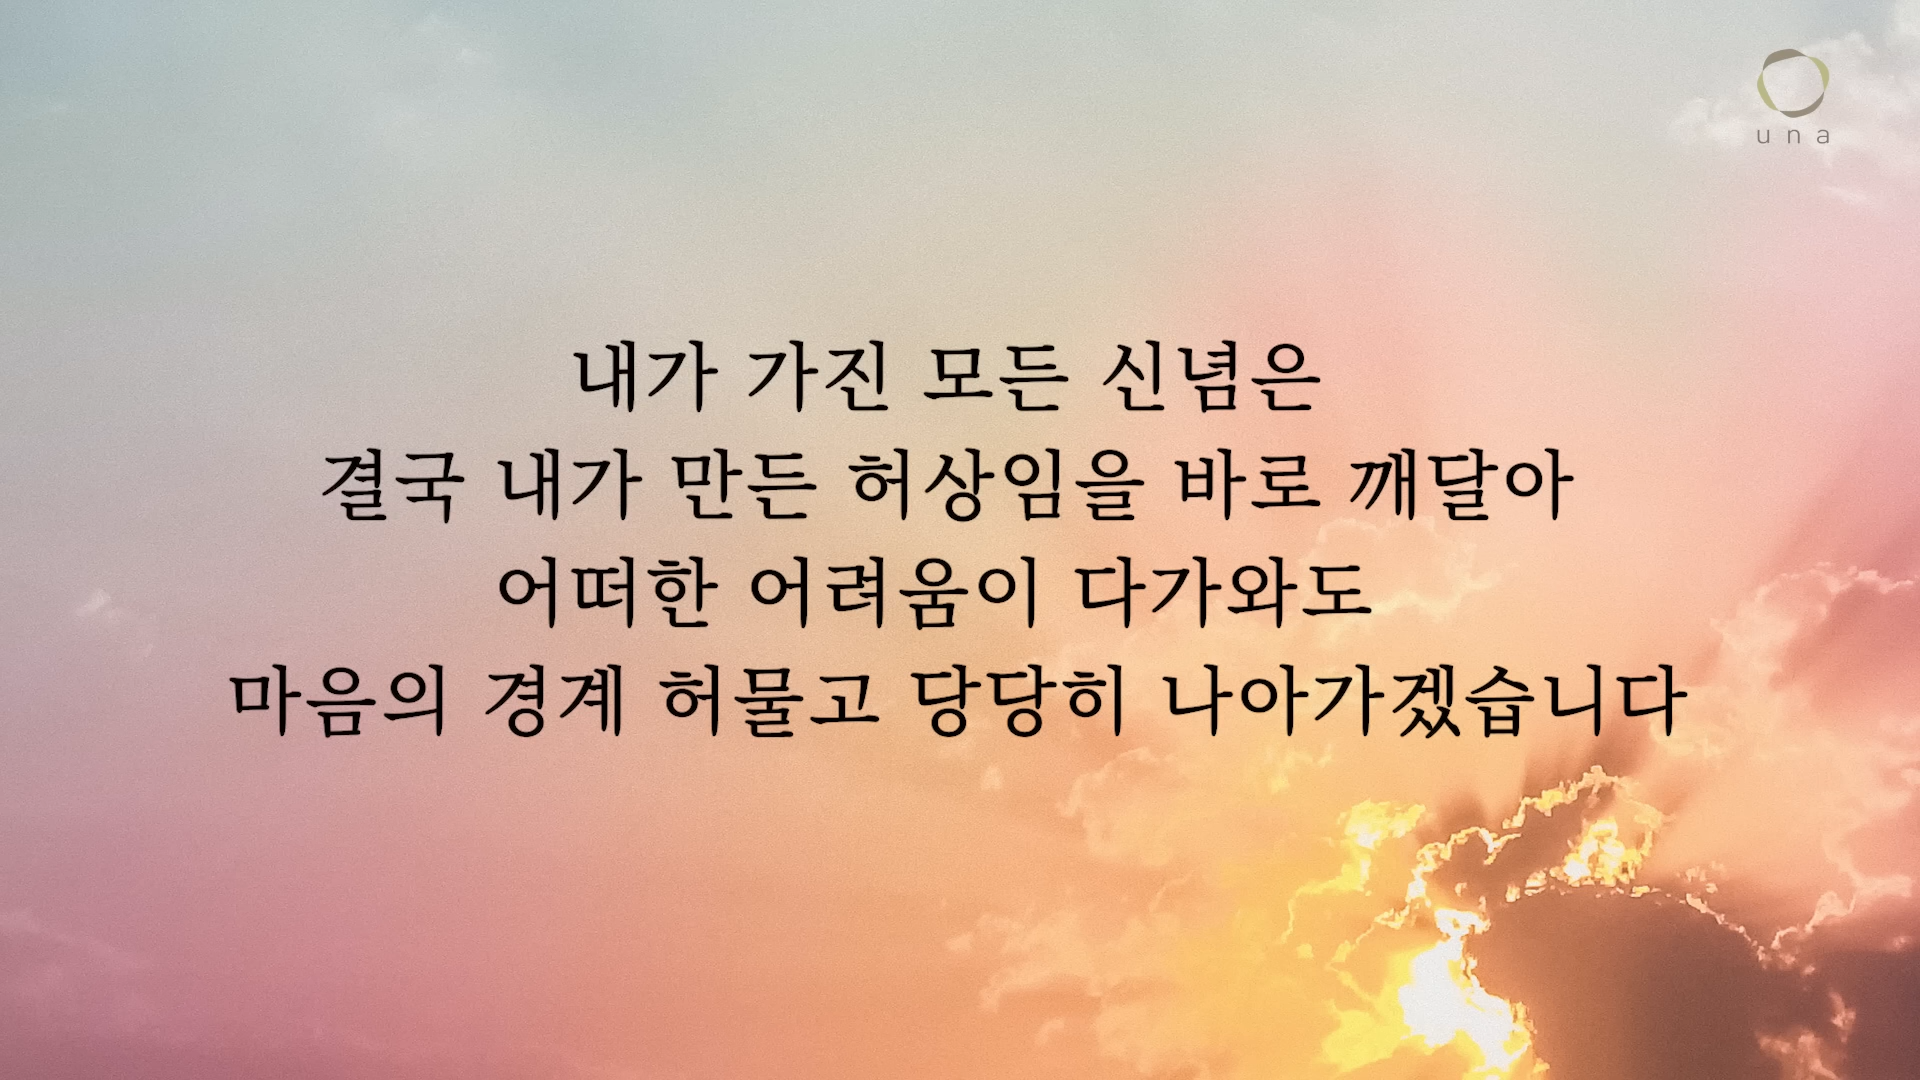 una
내가 가진 모든 신념은
결국 내가 만든 허상임을 바로 깨달아
어떠한 어려움이 다가와도
마음의 경계 허물고 당당히 나아가겠습니다